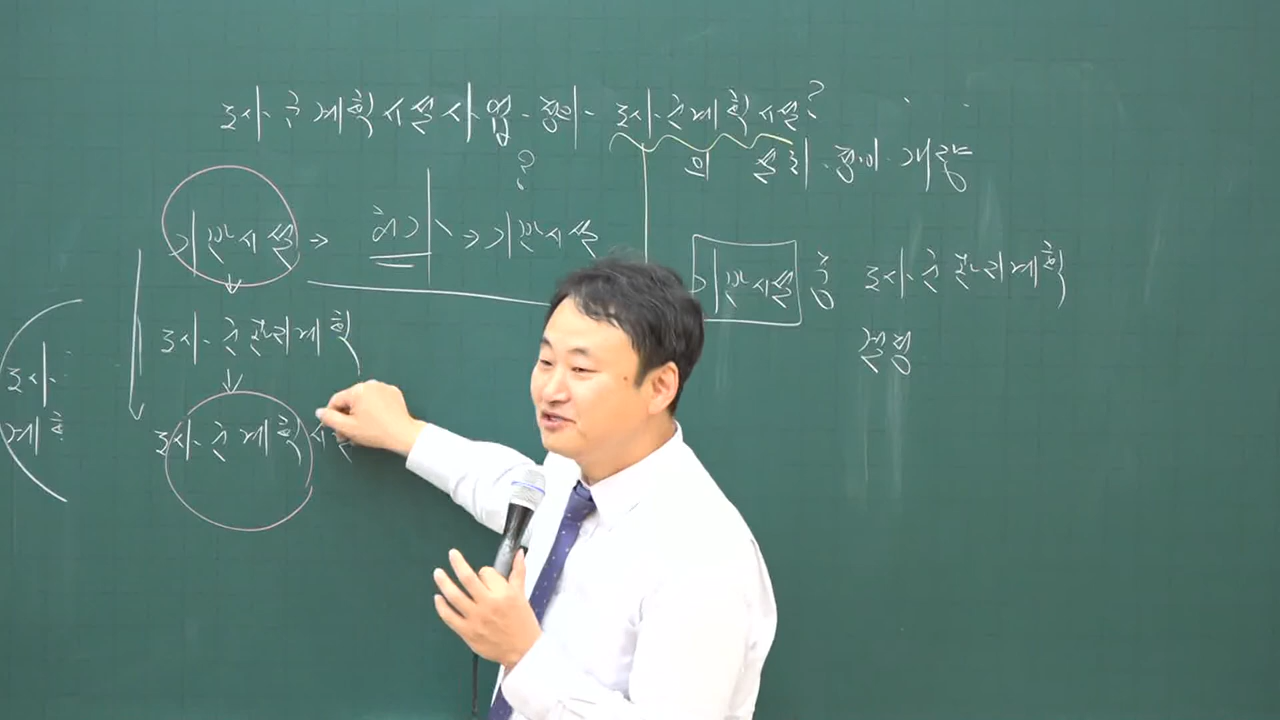 도시·군계획시설사업·정의- 도시·군계획시설?
?
의 설치·정비·개량
기반시설 → 허가 → 기반시설
기반시설 중 도시·군관리계획
결정
도시·군관리계획
도시·군계획시설
도시·
계획